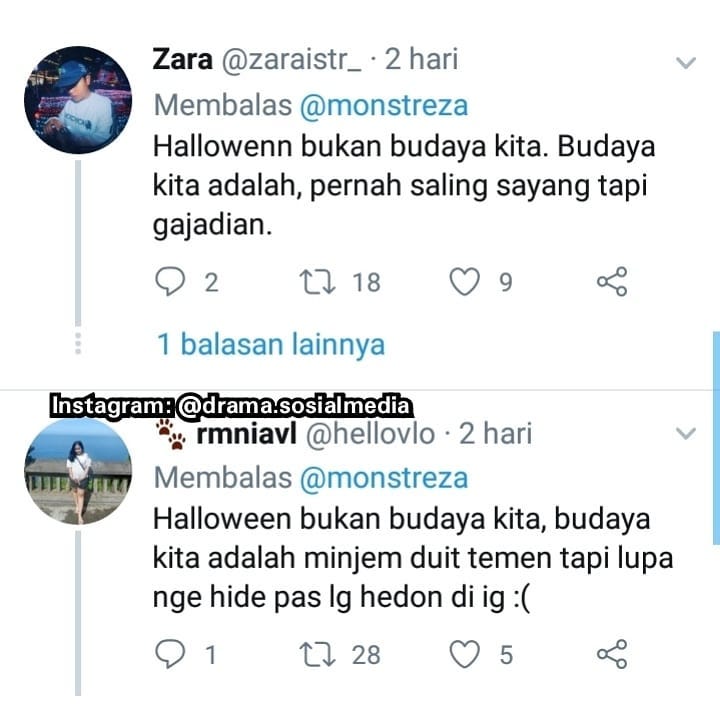 Zara @zaraistr_ · 2 hari
Membalas @monstreza
Hallowenn bukan budaya kita. Budaya
kita adalah, pernah saling sayang tapi
gajadian.
2 18 9
1 balasan lainnya
Instagram: @drama.sosialmedia
rmniavl @hellovlo · 2 hari
Membalas @monstreza
Halloween bukan budaya kita, budaya
kita adalah minjem duit temen tapi lupa
nge hide pas lg hedon di ig :(
1 28 5